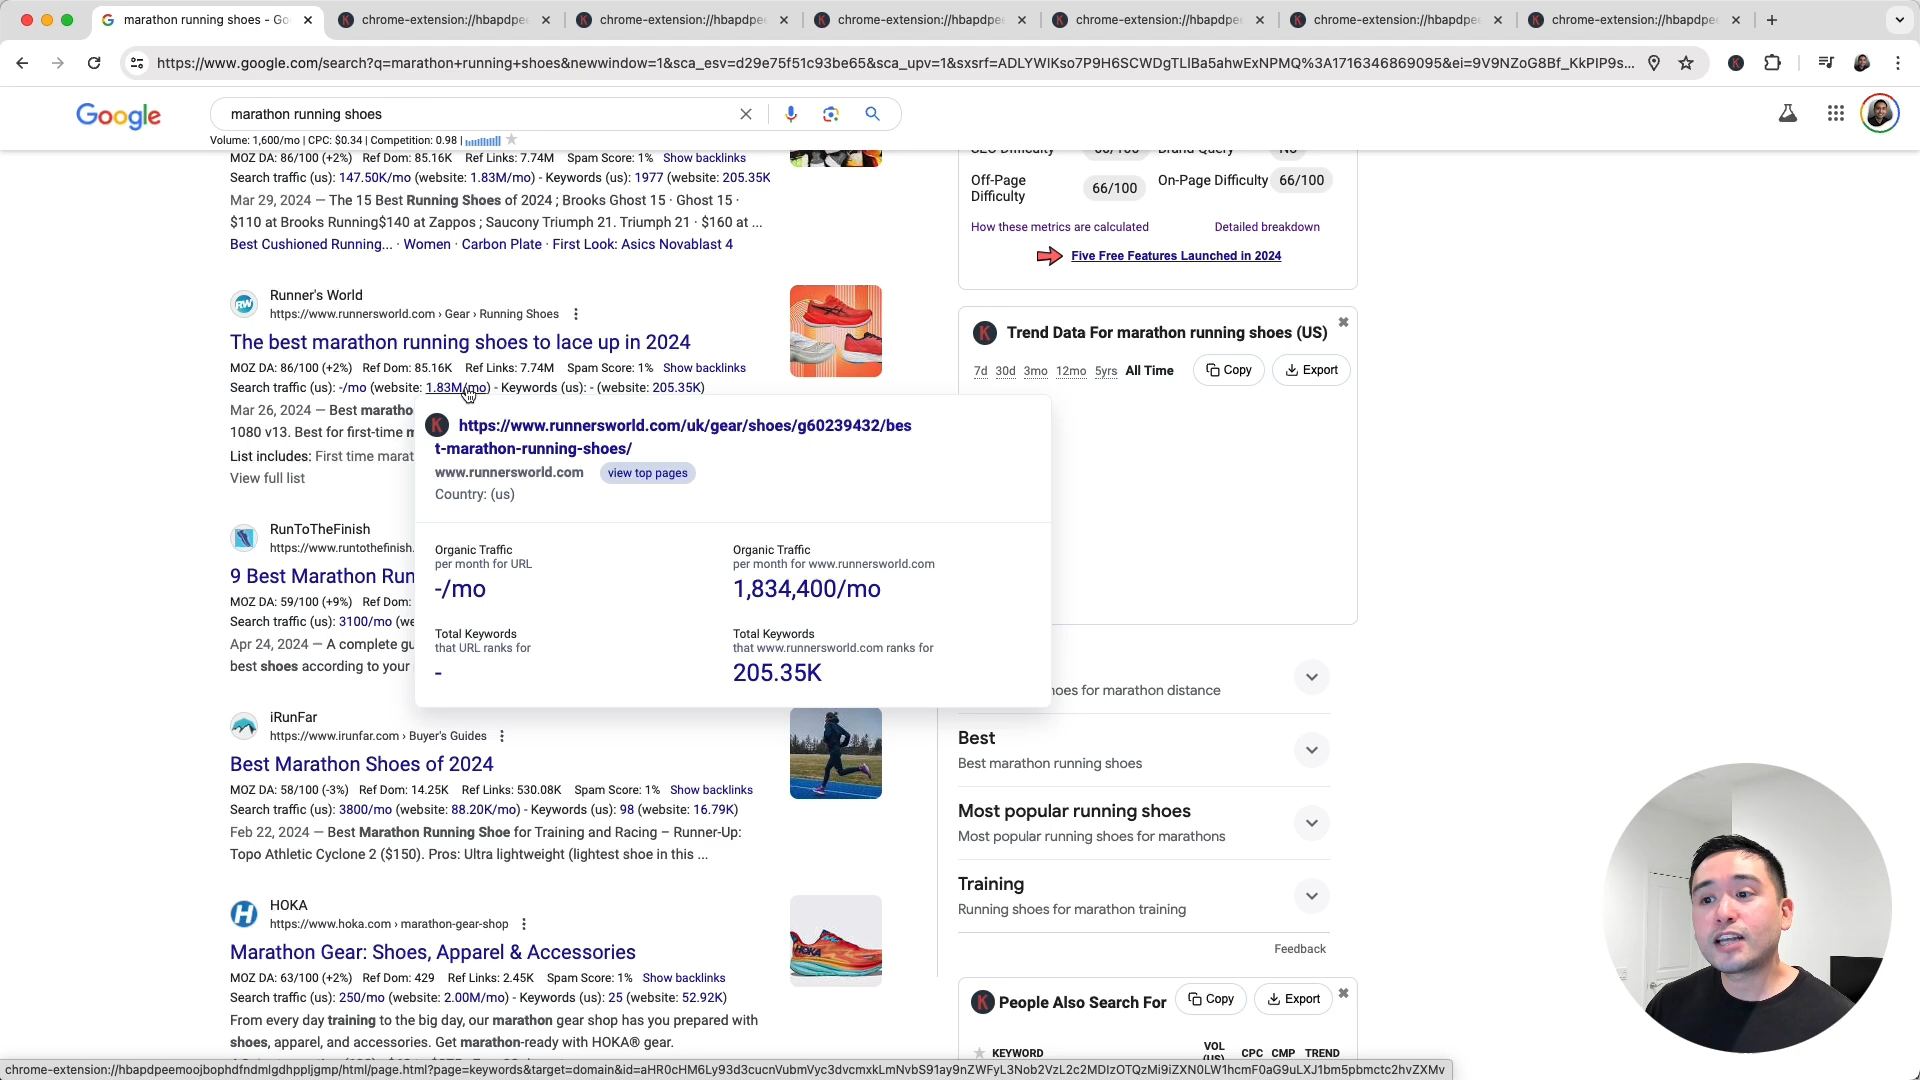 marathon running shoes - Go
chrome-extension://hbapdpee
chrome-extension://hbapdpee
chrome-extension://hbapdpee
chrome-extension://hbapdpee
chrome-extension://hbapdpee
chrome-extension://hbapdpe
https://www.google.com/search?q=marathon+running+shoes&newwindow=1&sca_esv=d29e75f51c93be65&sca_upv=1&sxsrf=ADLYWIKso7P9H6SCWDgTLlBa5ahwExNPMQ%3A1716346869095&ei=9V9NZoG8Bf_KkPIP9s...
Google
marathon running shoes
Volume: 1,600/mo | CPC: $0.34 | Competition: 0.98 |
MOZ DA: 86/100 (+2%) Ref Dom: 85.16K Ref Links: 7.74M Spam Score: 1% Show backlinks
Search traffic (us): 147.50K/mo (website: 1.83M/mo) - Keywords (us): 1977 (website: 205.35K
Mar 29, 2024 — The 15 Best Running Shoes of 2024 ; Brooks Ghost 15 · Ghost 15 ·
$110 at Brooks Running$140 at Zappos ; Saucony Triumph 21. Triumph 21 · $160 at ...
Best Cushioned Running... · Women · Carbon Plate · First Look: Asics Novablast 4
Runner's World
https://www.runnersworld.com › Gear › Running Shoes
The best marathon running shoes to lace up in 2024
MOZ DA: 86/100 (+2%) Ref Dom: 85.16K Ref Links: 7.74M Spam Score: 1% Show backlinks
Search traffic (us): -/mo (website: 1.83M/mo) - Keywords (us): - (website: 205.35K)
Mar 26, 2024 — Best maratho
1080 v13. Best for first-time m
List includes: First time marat
View full list
K https://www.runnersworld.com/uk/gear/shoes/g60239432/bes
t-marathon-running-shoes/
www.runnersworld.com view top pages
Country: (us)
Organic Traffic
per month for URL
-/mo
Organic Traffic
per month for www.runnersworld.com
1,834,400/mo
Total Keywords
that URL ranks for
-
Total Keywords
that www.runnersworld.com ranks for
205.35K
RunToTheFinish
https://www.runtothefinish.
9 Best Marathon Run
MOZ DA: 59/100 (+9%) Ref Dom:
Search traffic (us): 3100/mo (we
Apr 24, 2024 — A complete gu
best shoes according to your
iRunFar
https://www.irunfar.com › Buyer's Guides
Best Marathon Shoes of 2024
MOZ DA: 58/100 (-3%) Ref Dom: 14.25K Ref Links: 530.08K Spam Score: 1% Show backlinks
Search traffic (us): 3800/mo (website: 88.20K/mo) - Keywords (us): 98 (website: 16.79K)
Feb 22, 2024 — Best Marathon Running Shoe for Training and Racing – Runner-Up:
Topo Athletic Cyclone 2 ($150). Pros: Ultra lightweight (lightest shoe in this ...
HOKA
https://www.hoka.com › marathon-gear-shop
Marathon Gear: Shoes, Apparel & Accessories
MOZ DA: 63/100 (+2%) Ref Dom: 429 Ref Links: 2.45K Spam Score: 1% Show backlinks
Search traffic (us): 250/mo (website: 2.00M/mo) - Keywords (us): 25 (website: 52.92K)
From every day training to the big day, our marathon gear shop has you prepared with
shoes, apparel, and accessories. Get marathon-ready with HOKA® gear.
HOKA
SEO Difficulty 66/100 Brand Query No
Off-Page Difficulty 66/100 On-Page Difficulty 66/100
How these metrics are calculated Detailed breakdown
Five Free Features Launched in 2024
K Trend Data For marathon running shoes (US)
7d 30d 3mo 12mo 5yrs All Time Copy Export
hoes for marathon distance
Best
Best marathon running shoes
Most popular running shoes
Most popular running shoes for marathons
Training
Running shoes for marathon training
Feedback
K People Also Search For Copy Export
KEYWORD VOL (US) CPC CMP TREND